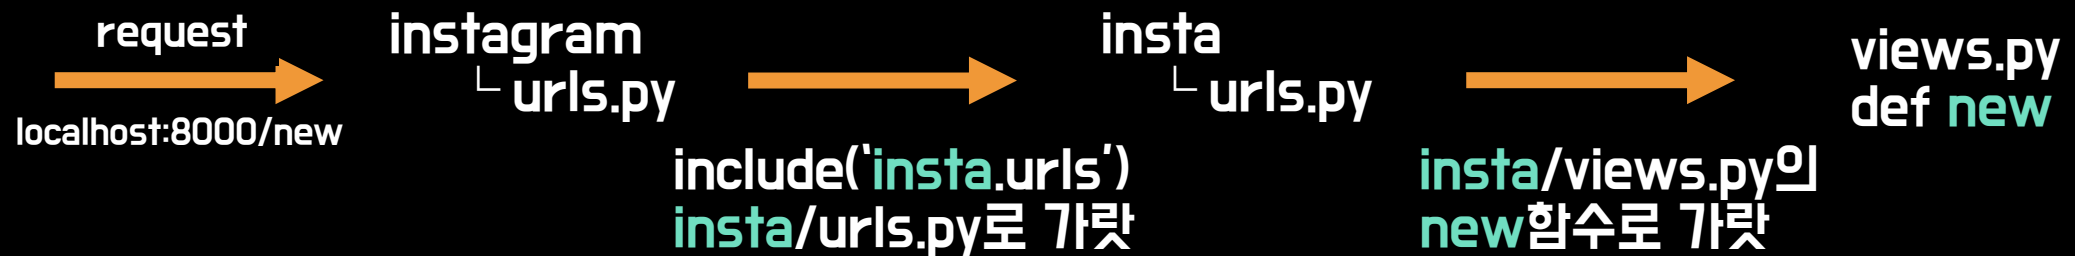 request
localhost:8000/new
instagram
└ urls.py
include('insta.urls')
insta/urls.py로 가랏
insta
└ urls.py
insta/views.py의
new함수로 가랏
views.py
def new